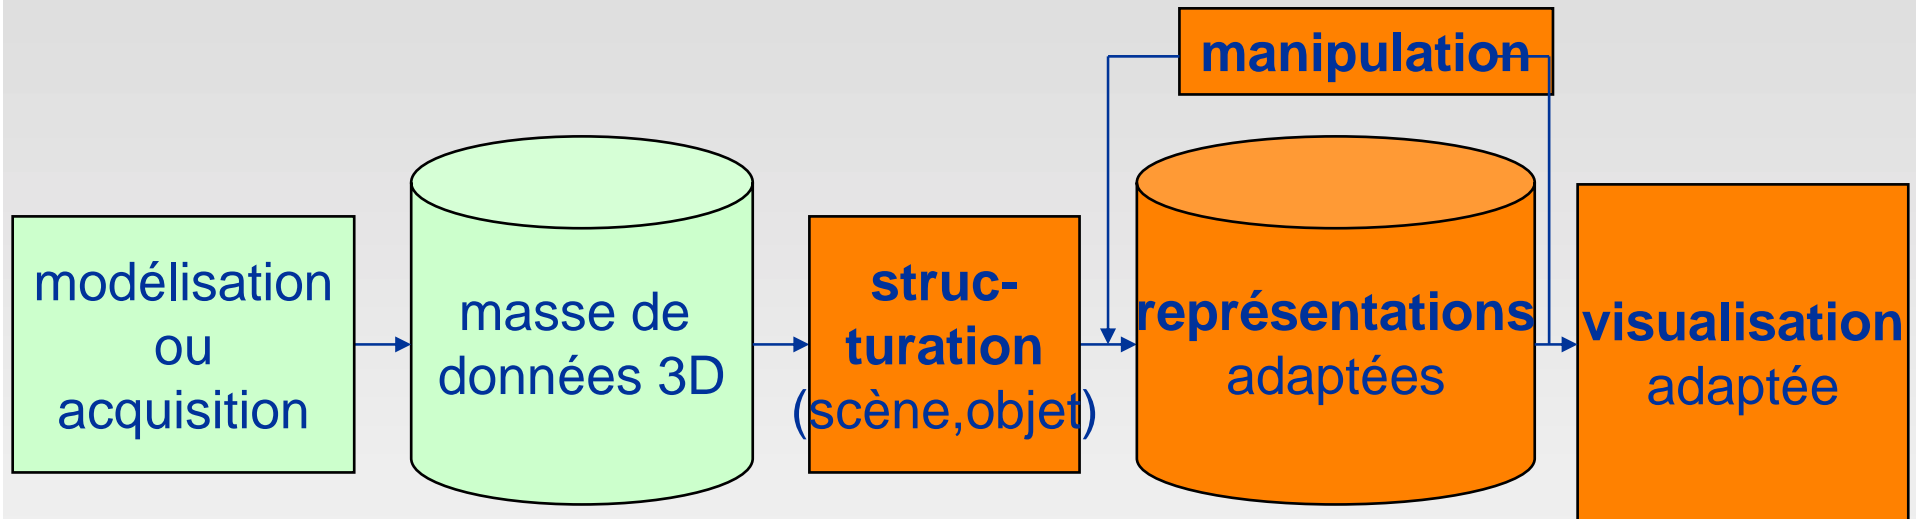 manipulation
modélisation
ou
acquisition
masse de
données 3D
struc-
turation
(scène,objet)
représentations
adaptées
visualisation
adaptée